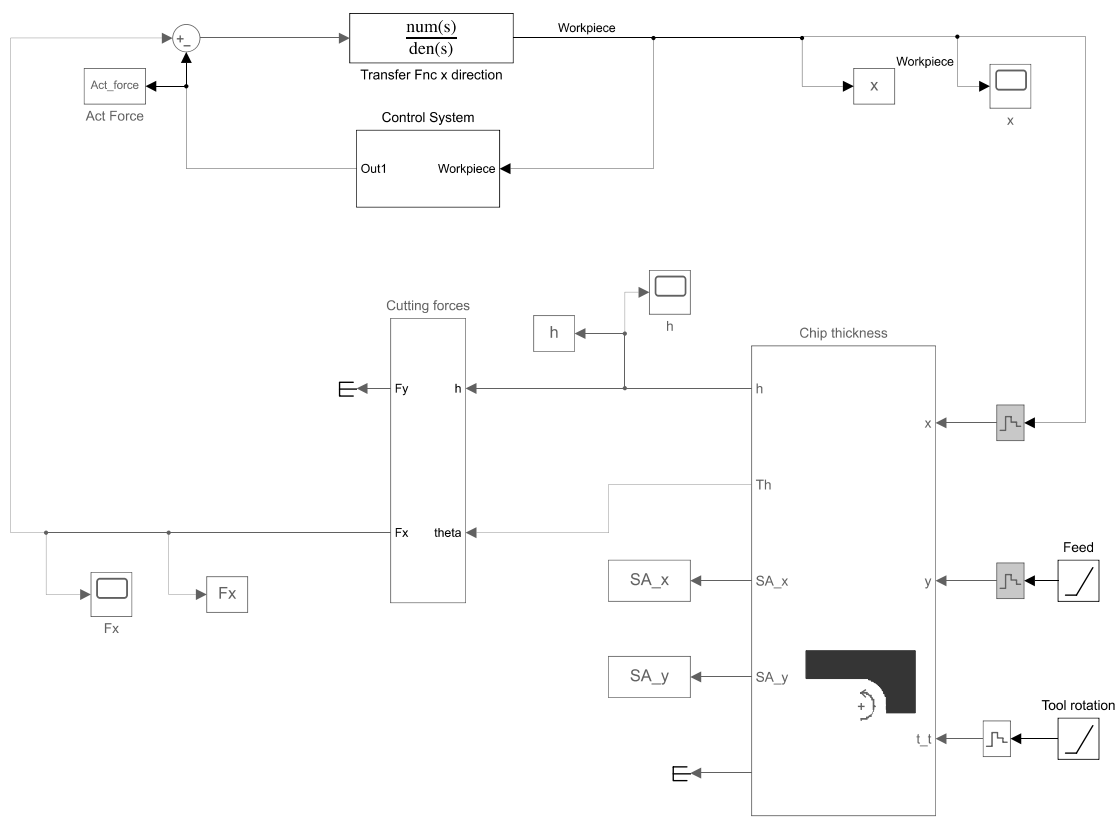 num(s)
den(s)
Workpiece
+
_
Transfer Fnc x direction
Workpiece
Act_force
x
Act Force
Control System
x
Out1
Workpiece
Cutting forces
h
h
Chip thickness
Fy
h
h
x
Th
Fx
theta
Feed
SA_x
SA_x
y
Fx
Fx
SA_y
SA_y
+
Tool rotation
t_t